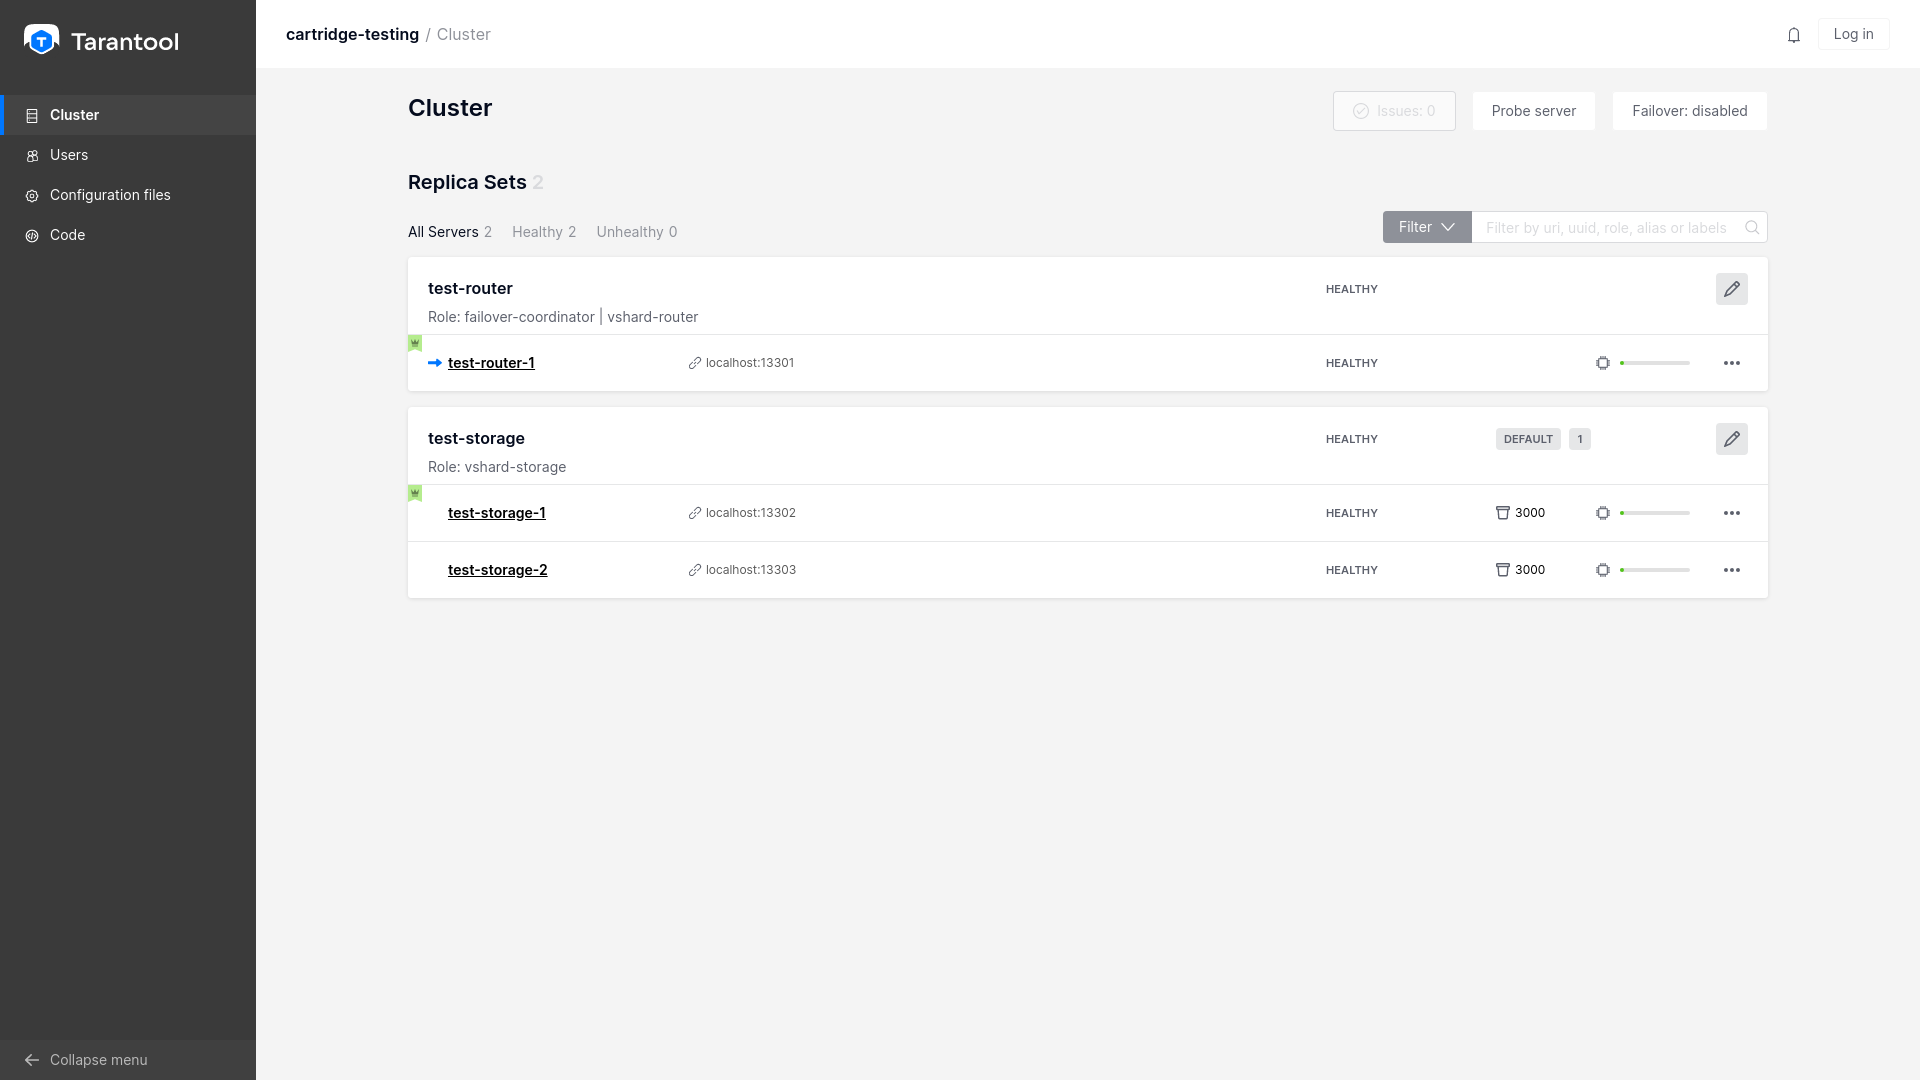 Tarantool
Cluster
Users
Configuration files
Code
Collapse menu
cartridge-testing / Cluster
Log in
Cluster
Issues: 0
Probe server
Failover: disabled
Replica Sets 2
All Servers 2
Healthy 2
Unhealthy 0
Filter
Filter by uri, uuid, role, alias or labels
test-router
HEALTHY
Role: failover-coordinator | vshard-router
test-router-1
localhost:13301
HEALTHY
test-storage
HEALTHY
DEFAULT
1
Role: vshard-storage
test-storage-1
localhost:13302
HEALTHY
3000
test-storage-2
localhost:13303
HEALTHY
3000